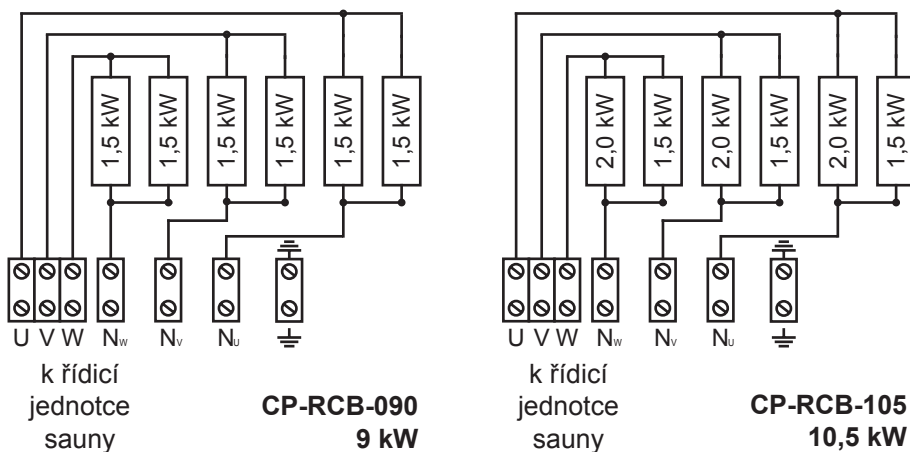 1,5 kW 1,5 kW 1,5 kW 1,5 kW 1,5 kW 1,5 kW
U V W Nw Nv Nu
k řídicí
jednotce
sauny
CP-RCB-090
9 kW
2,0 kW 1,5 kW 2,0 kW 1,5 kW 2,0 kW 1,5 kW
U V W Nw Nv Nu
k řídicí
jednotce
sauny
CP-RCB-105
10,5 kW